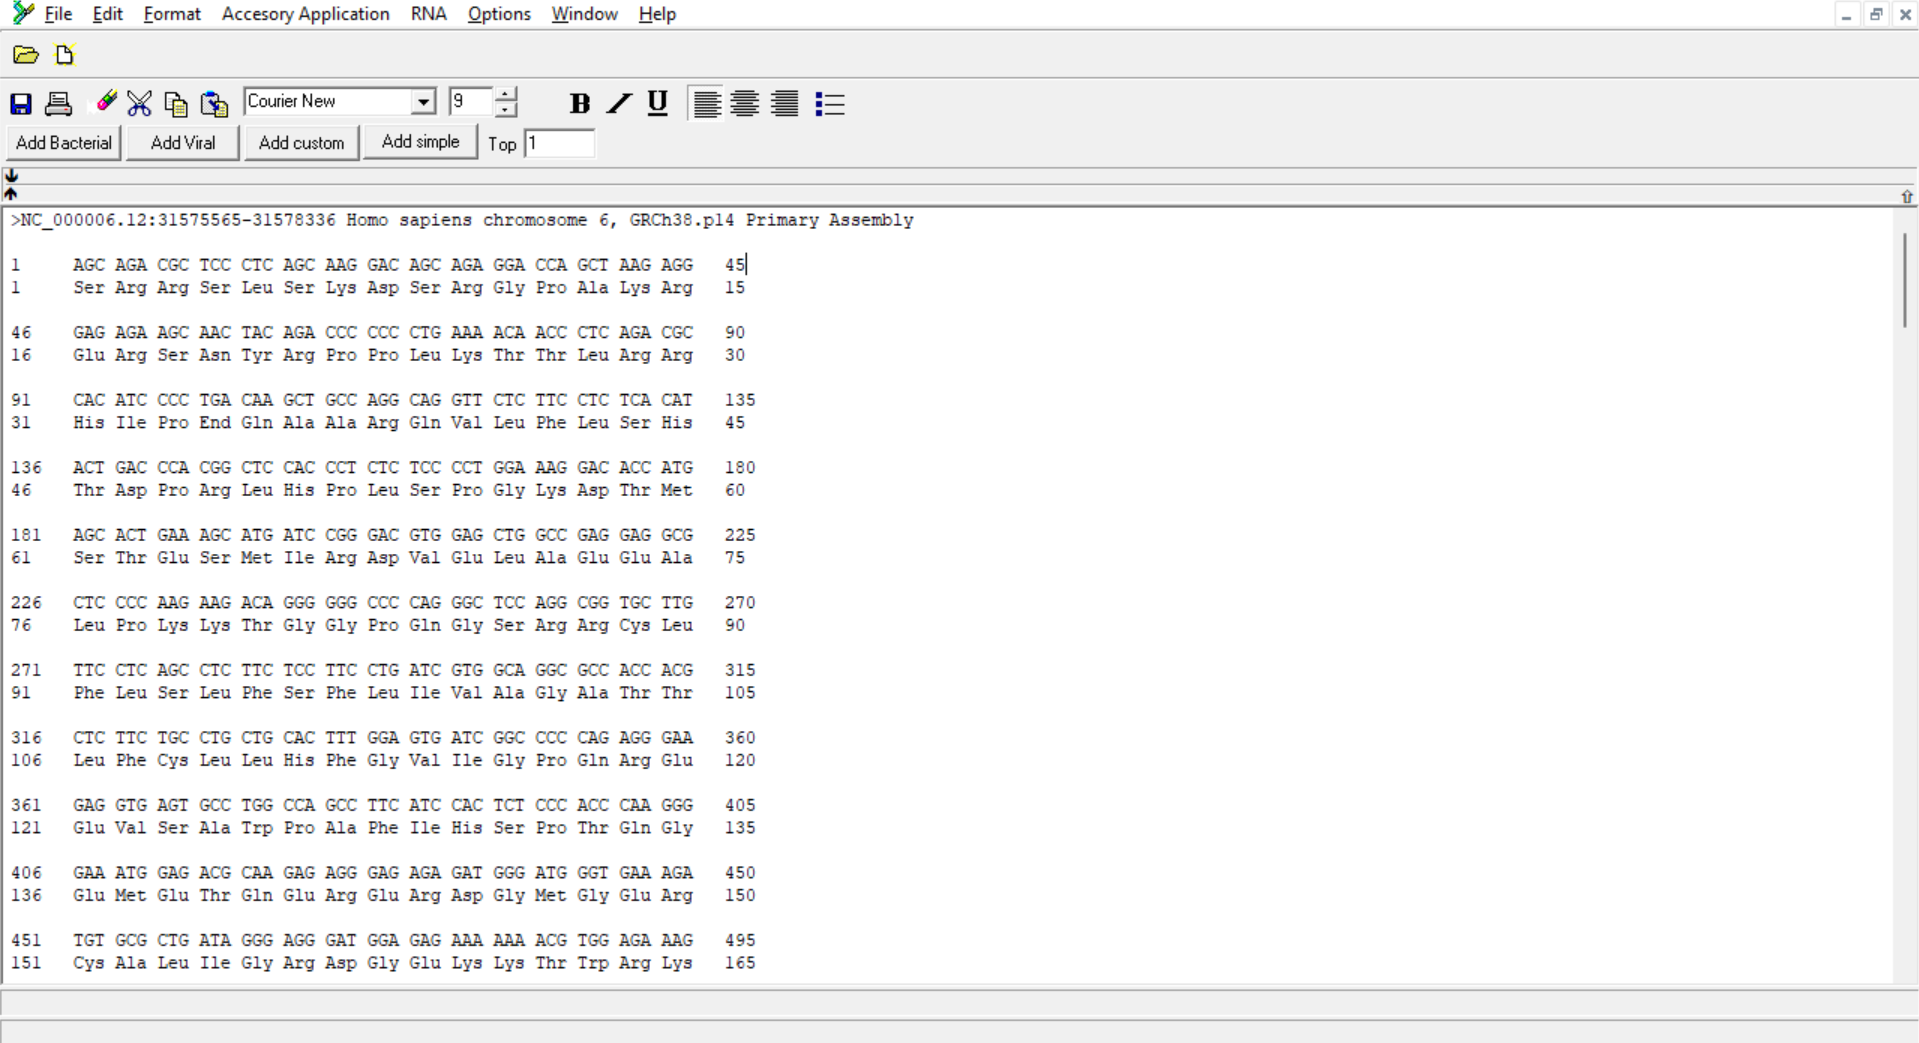 File Edit Format Accesory Application RNA Options Window Help
Courier New 9 B I U
Add Bacterial Add Viral Add custom Add simple Top 1
>NC_000006.12:31575565-31578336 Homo sapiens chromosome 6, GRCh38.p14 Primary Assembly
1 AGC AGA CGC TCC CTC AGC AAG GAC AGC AGA GGA CCA GCT AAG AGG 45
1 Ser Arg Arg Ser Leu Ser Lys Asp Ser Arg Gly Pro Ala Lys Arg 15
46 GAG AGA AGC AAC TAC AGA CCC CCC CTG AAA ACA ACC CTC AGA CGC 90
16 Glu Arg Ser Asn Tyr Arg Pro Pro Leu Lys Thr Thr Leu Arg Arg 30
91 CAC ATC CCC TGA CAA GCT GCC AGG CAG GTT CTC TTC CTC TCA CAT 135
31 His Ile Pro End Gln Ala Ala Arg Gln Val Leu Phe Leu Ser His 45
136 ACT GAC CCA CGG CTC CAC CCT CTC TCC CCT GGA AAG GAC ACC ATG 180
46 Thr Asp Pro Arg Leu His Pro Leu Ser Pro Gly Lys Asp Thr Met 60
181 AGC ACT GAA AGC ATG ATC CGG GAC GTG GAG CTG GCC GAG GAG GCG 225
61 Ser Thr Glu Ser Met Ile Arg Asp Val Glu Leu Ala Glu Glu Ala 75
226 CTC CCC AAG AAG ACA GGG GGG CCC CAG GGC TCC AGG CGG TGC TTG 270
76 Leu Pro Lys Lys Thr Gly Gly Pro Gln Gly Ser Arg Arg Cys Leu 90
271 TTC CTC AGC CTC TTC TCC TTC CTG ATC GTG GCA GGC GCC ACC ACG 315
91 Phe Leu Ser Leu Phe Ser Phe Leu Ile Val Ala Gly Ala Thr Thr 105
316 CTC TTC TGC CTG CTG CAC TTT GGA GTG ATC GGC CCC CAG AGG GAA 360
106 Leu Phe Cys Leu Leu His Phe Gly Val Ile Gly Pro Gln Arg Glu 120
361 GAG GTG AGT GCC TGG CCA GCC TTC ATC CAC TCT CCC ACC CAA GGG 405
121 Glu Val Ser Ala Trp Pro Ala Phe Ile His Ser Pro Thr Gln Gly 135
406 GAA ATG GAG ACG CAA GAG AGG GAG AGA GAT GGG ATG GGT GAA AGA 450
136 Glu Met Glu Thr Gln Glu Arg Glu Arg Asp Gly Met Gly Glu Arg 150
451 TGT GCG CTG ATA GGG AGG GAT GGA GAG AAA AAA ACG TGG AGA AAG 495
151 Cys Ala Leu Ile Gly Arg Asp Gly Glu Lys Lys Thr Trp Arg Lys 165